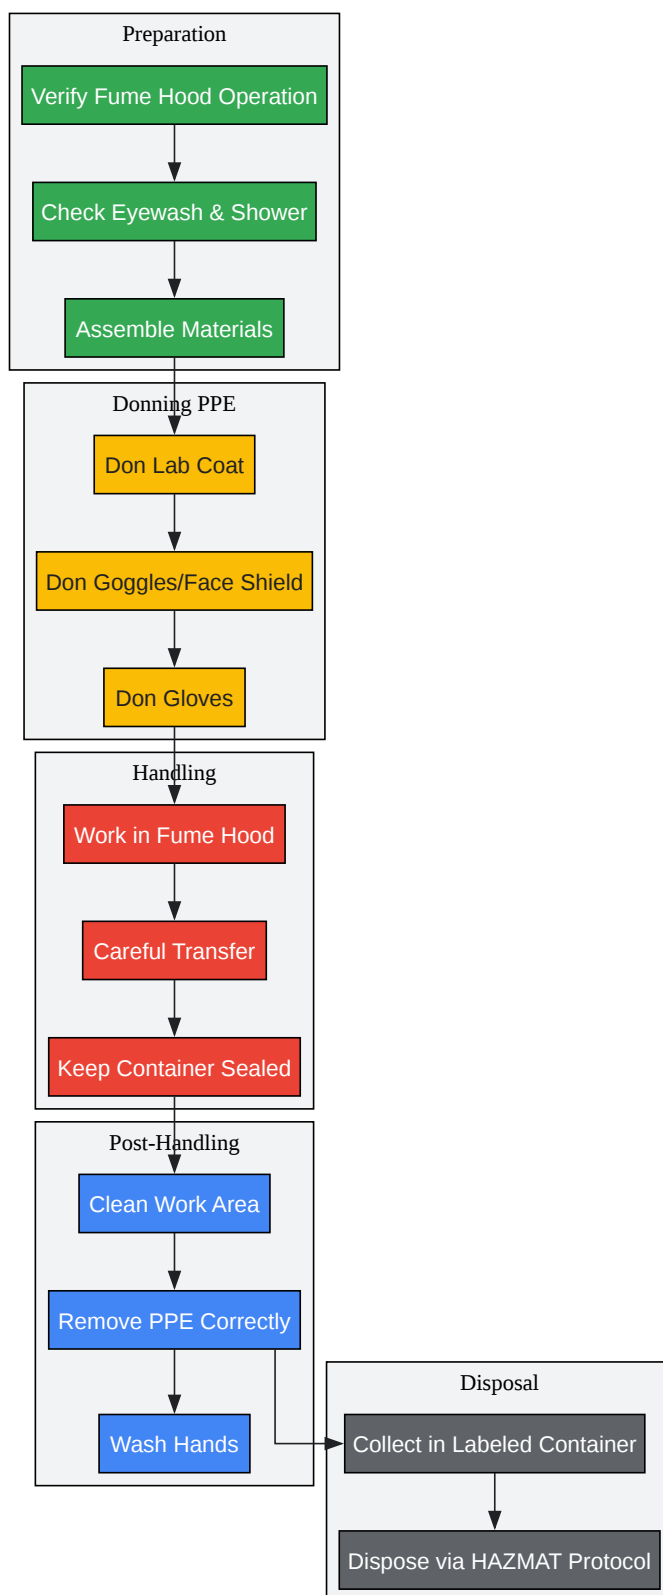 Preparation
Verify Fume Hood Operation
Check Eyewash & Shower
Assemble Materials
Donning PPE
Don Lab Coat
Don Goggles/Face Shield
Don Gloves
Handling
Work in Fume Hood
Careful Transfer
Keep Container Sealed
Post-Handling
Clean Work Area
Remove PPE Correctly
Wash Hands
Disposal
Collect in Labeled Container
Dispose via HAZMAT Protocol